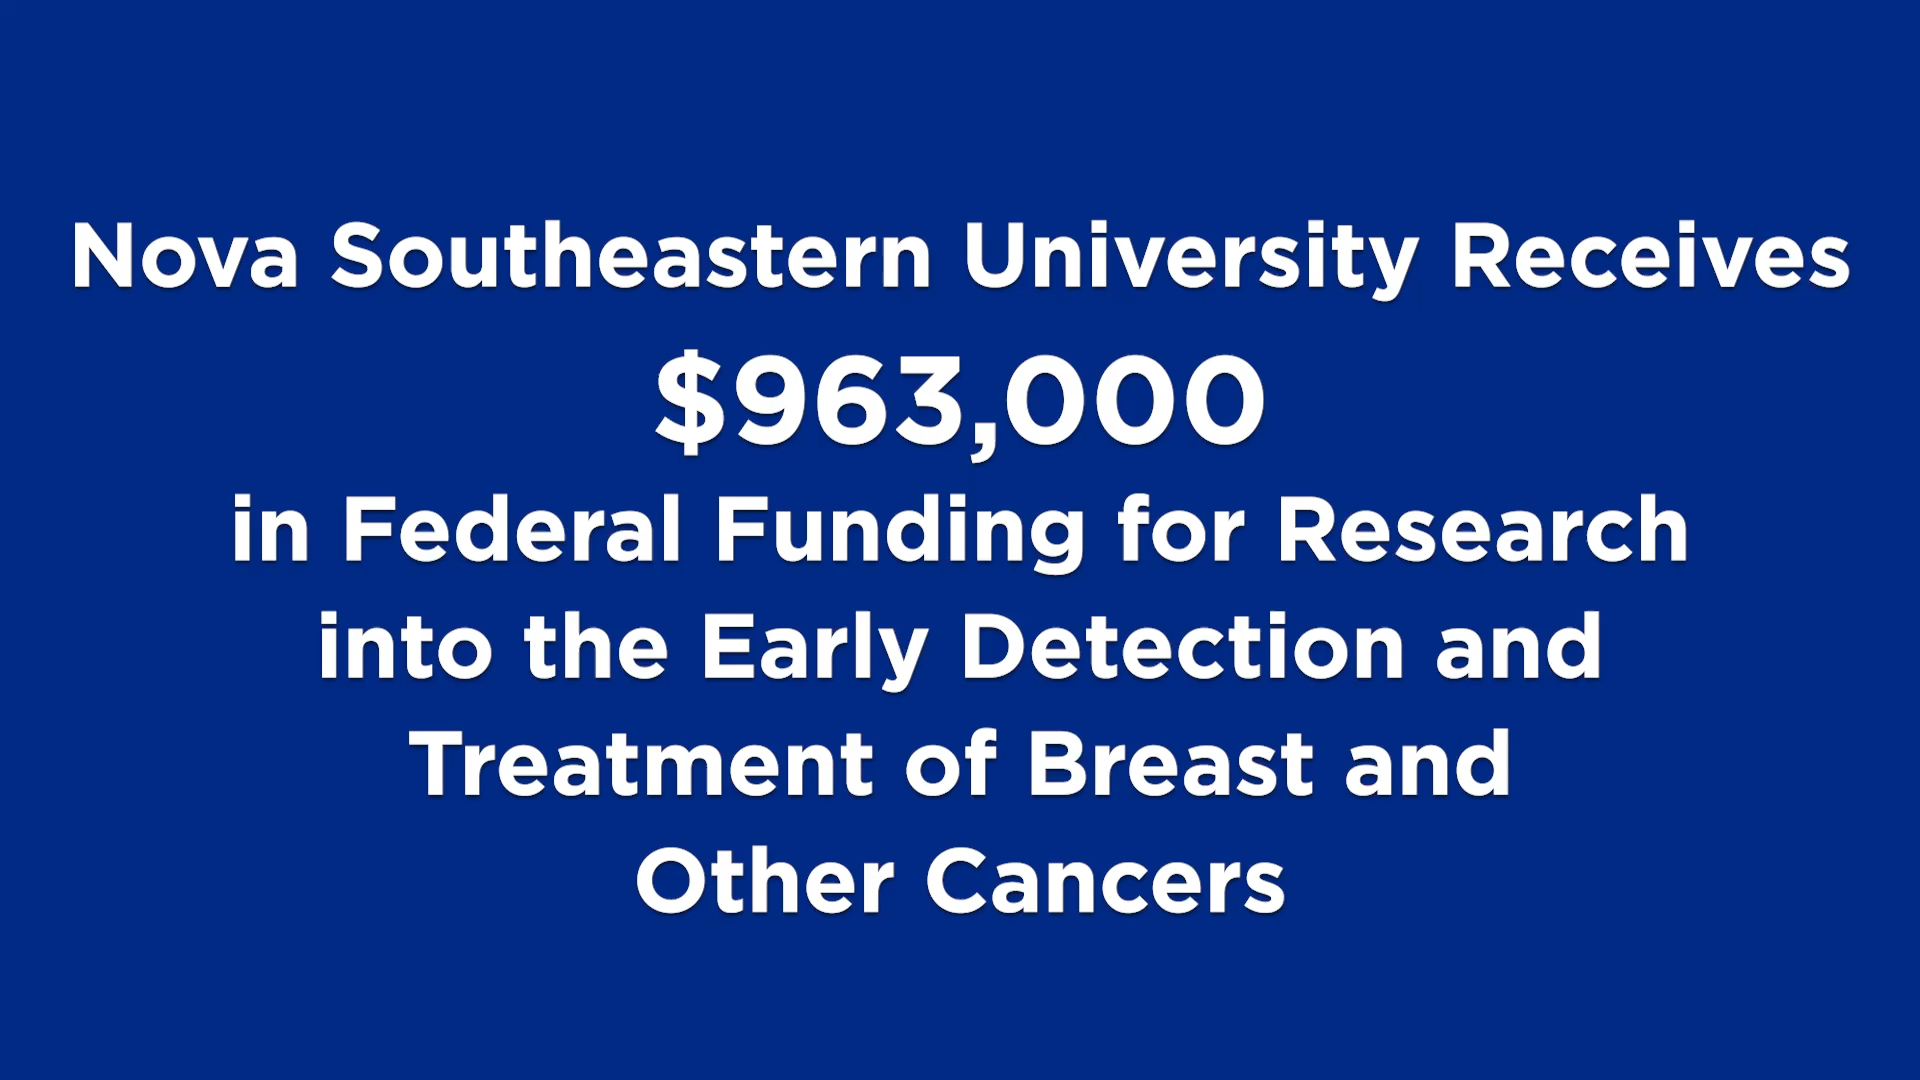 Nova Southeastern University Receives
$963,000
in Federal Funding for Research
into the Early Detection and
Treatment of Breast and
Other Cancers